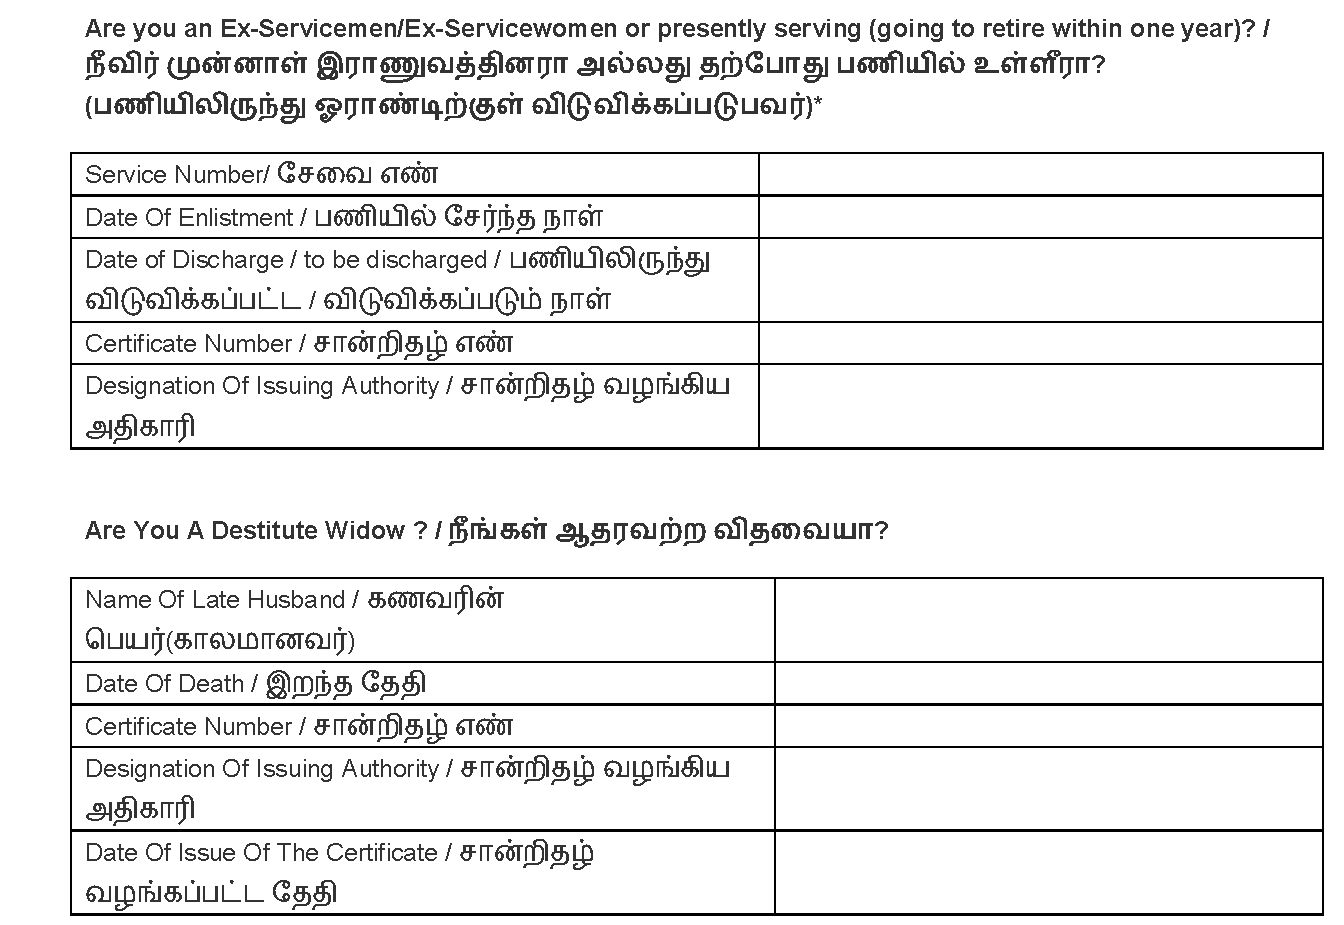 Are you an Ex-Servicemen/Ex-Servicewomen or presently serving (going to retire within one year)? /
நீவிர் முன்னாள் இராணுவத்தினரா அல்லது தற்போது பணியில் உள்ளீரா?
(பணியிலிருந்து ஓராண்டிற்குள் விடுவிக்கப்படுபவர்)*
Service Number/ சேவை எண்
Date Of Enlistment / பணியில் சேர்ந்த நாள்
Date of Discharge / to be discharged / பணியிலிருந்து
விடுவிக்கப்பட்ட / விடுவிக்கப்படும் நாள்
Certificate Number / சான்றிதழ் எண்
Designation Of Issuing Authority / சான்றிதழ் வழங்கிய
அதிகாரி
Are You A Destitute Widow ? / நீங்கள் ஆதரவற்ற விதவையா?
Name Of Late Husband / கணவரின்
பெயர்(காலமானவர்)
Date Of Death / இறந்த தேதி
Certificate Number / சான்றிதழ் எண்
Designation Of Issuing Authority / சான்றிதழ் வழங்கிய
அதிகாரி
Date Of Issue Of The Certificate / சான்றிதழ்
வழங்கப்பட்ட தேதி